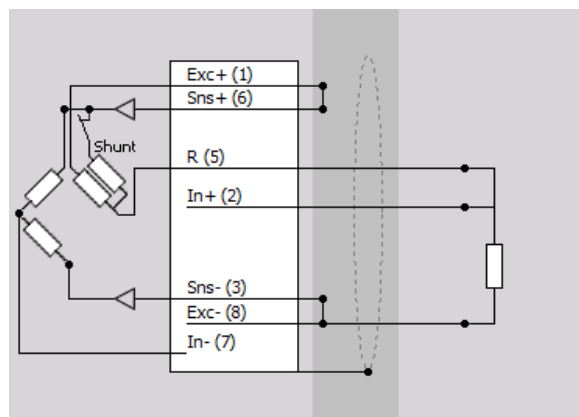 Exc+ (1)
Sns+ (6)
Shunt
R (5)
In+ (2)
Sns- (3)
Exc- (8)
In- (7)